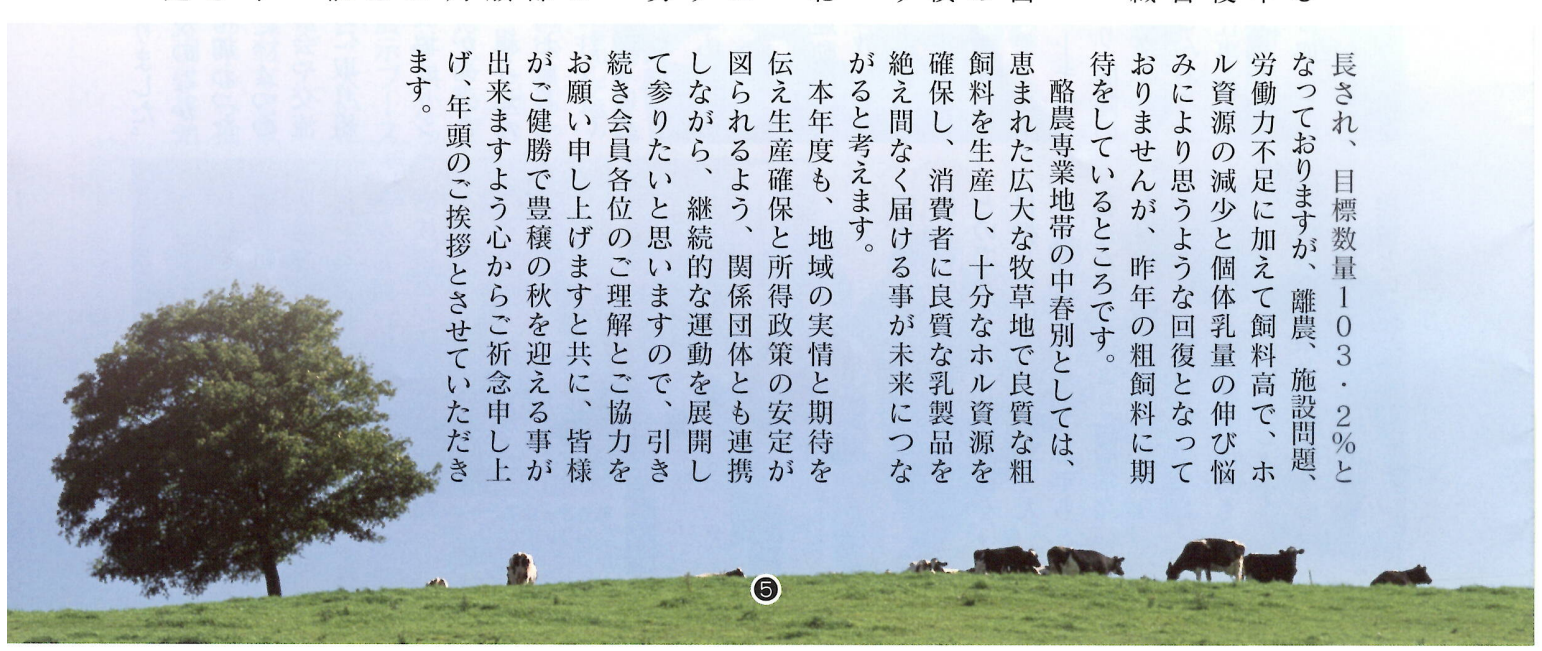 長され、目標数量１０３・２％と
なっておりますが、離農、施設問題、
労働力不足に加えて飼料高で、ホ
ル資源の減少と個体乳量の伸び悩
みにより思うような回復となって
おりませんが、昨年の粗飼料に期
待をしているところです。
酪農専業地帯の中春別としては、
恵まれた広大な牧草地で良質な粗
飼料を生産し、十分なホル資源を
確保し、消費者に良質な乳製品を
絶え間なく届ける事が未来につな
がると考えます。
本年度も、地域の実情と期待を
伝え生産確保と所得政策の安定が
図られるよう、関係団体とも連携
しながら、継続的な運動を展開し
て参りたいと思いますので、引き
続き会員各位のご理解とご協力を
お願い申し上げますと共に、皆様
がご健勝で豊穣の秋を迎える事が
出来ますよう心からご祈念申し上
げ、年頭のご挨拶とさせていただき
ます。
❺